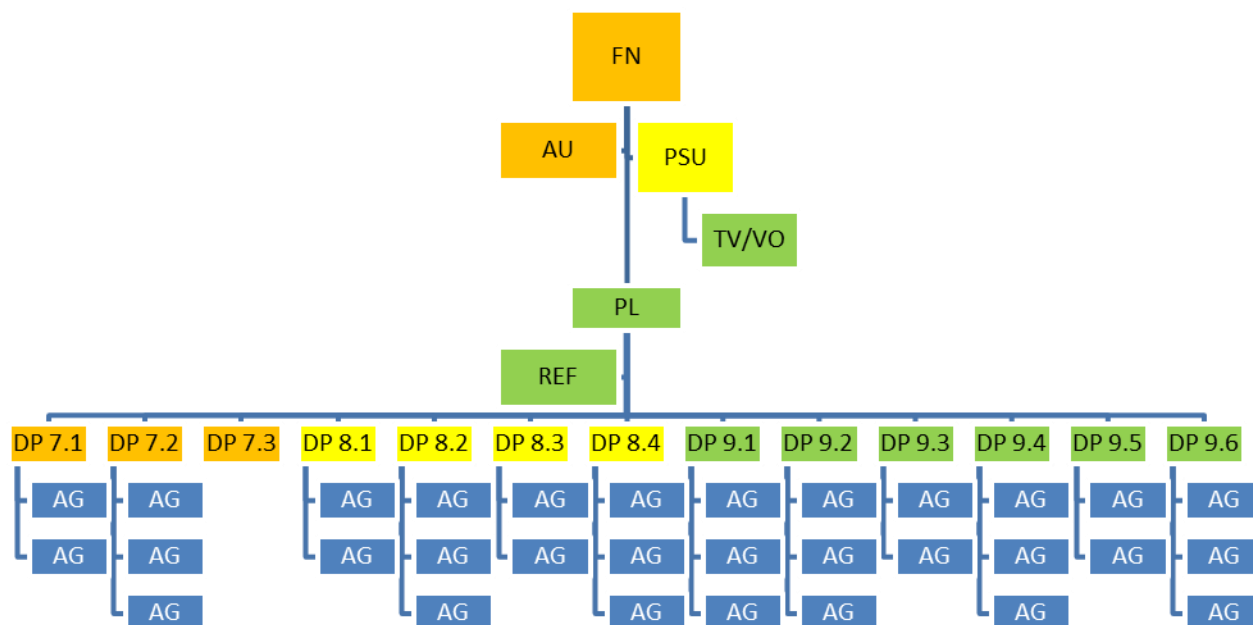 FN
AU
PSU
TV/VO
PL
REF
DP 7.1 DP 7.2 DP 7.3 DP 8.1 DP 8.2 DP 8.3 DP 8.4 DP 9.1 DP 9.2 DP 9.3 DP 9.4 DP 9.5 DP 9.6
AG AG AG AG AG AG AG AG AG AG AG AG
AG AG AG AG AG AG AG AG AG AG AG AG
AG AG AG AG AG AG AG